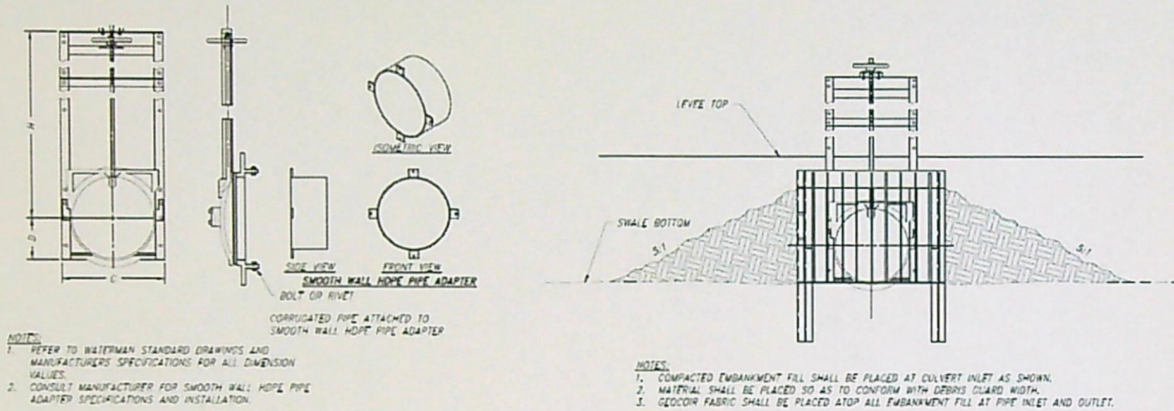 H
D
C
ISOMETRIC VIEW
SIDE VIEW
FRONT VIEW
SMOOTH WALL HDPE PIPE ADAPTER
BOLT OR RIVET
CORRUGATED PIPE ATTACHED TO
SMOOTH WALL HDPE PIPE ADAPTER
NOTES:
1. REFER TO WATERMAN STANDARD DRAWINGS AND
MANUFACTURERS SPECIFICATIONS FOR ALL DIMENSION
VALUES.
2. CONSULT MANUFACTURER FOR SMOOTH WALL HDPE PIPE
ADAPTER SPECIFICATIONS AND INSTALLATION.
LEVEE TOP
SWALE BOTTOM
5:1
5:1
NOTES:
1. COMPACTED EMBANKMENT FILL SHALL BE PLACED AT CULVERT INLET AS SHOWN.
2. MATERIAL SHALL BE PLACED SO AS TO CONFORM WITH DEBRIS GUARD WIDTH.
3. GEOCOIR FABRIC SHALL BE PLACED ATOP ALL EMBANKMENT FILL AT PIPE INLET AND OUTLET.